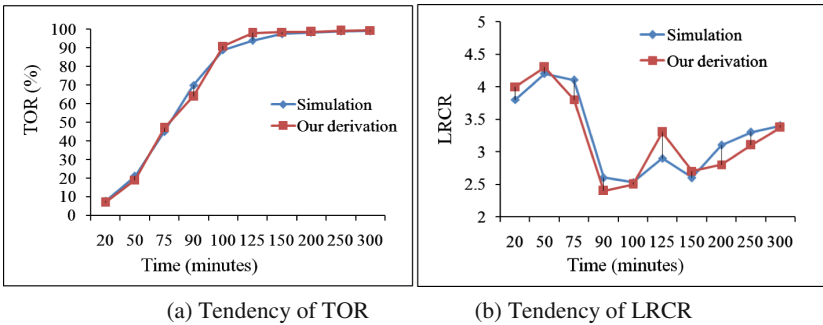 (a)
100
90
80
70
60
50
40
30
20
10
0
TOR (%)
Simulation
Our derivation
20 50 75 90 100 125 150 200 250 300
Time (minutes)
(b)
5
4.5
4
3.5
3
2.5
2
LRCR
Simulation
Our derivation
20 50 75 90 100 125 150 200 250 300
Time (minutes)
(a) Tendency of TOR
(b) Tendency of LRCR